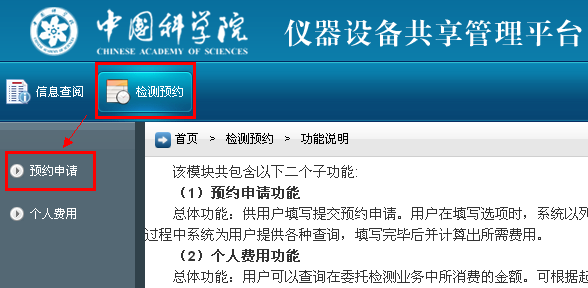 中国科学院
CHINESE ACADEMY OF SCIENCES
仪器设备共享管理平台
信息查阅
检测预约
首页 > 检测预约 > 功能说明
预约申请
个人费用
该模块共包含以下二个子功能:
（1）预约申请功能
总体功能：供用户填写提交预约申请。用户在填写选项时，系统以列
过程中系统为用户提供各种查询，填写完毕后并计算出所需费用。
（2）个人费用功能
总体功能：用户可以查询在委托检测业务中所消费的金额。可根据起